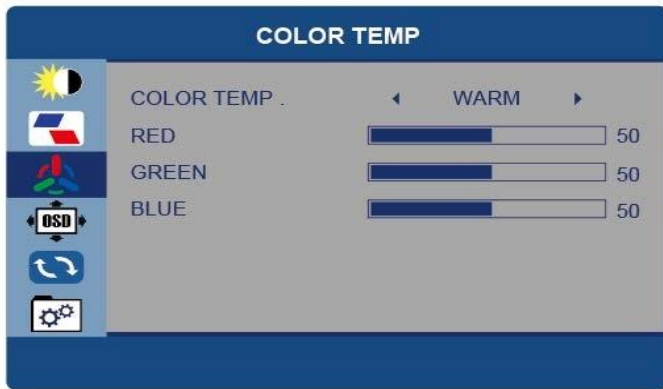 COLOR TEMP
COLOR TEMP . WARM
RED 50
GREEN 50
BLUE 50
OSD